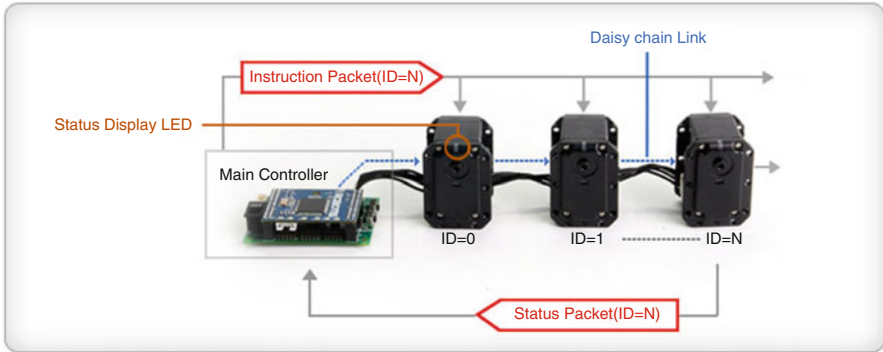 Daisy chain Link
Instruction Packet(ID=N)
Status Display LED
Main Controller
ID=0
ID=1
ID=N
Status Packet(ID=N)